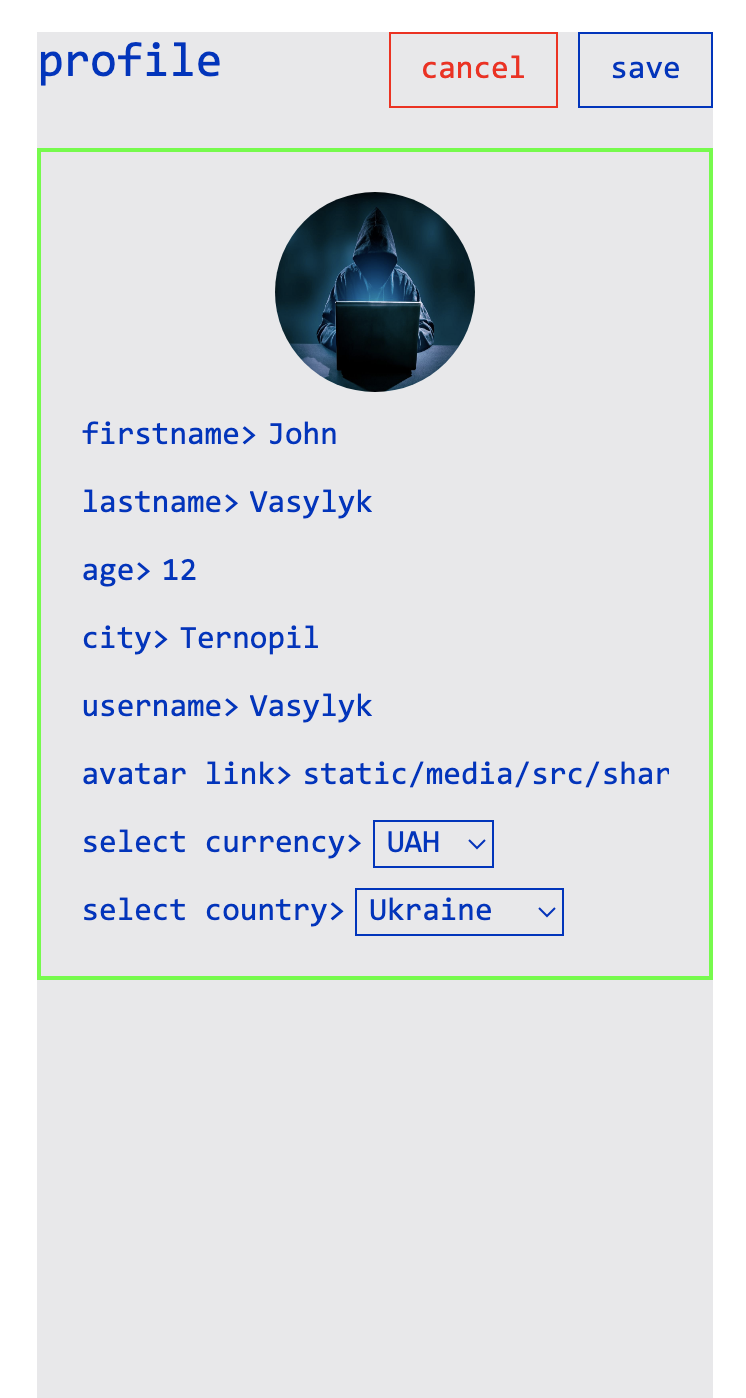 profile
cancel
save
firstname> John
lastname> Vasylyk
age> 12
city> Ternopil
username> Vasylyk
avatar link> static/media/src/shar
select currency> UAH
select country> Ukraine